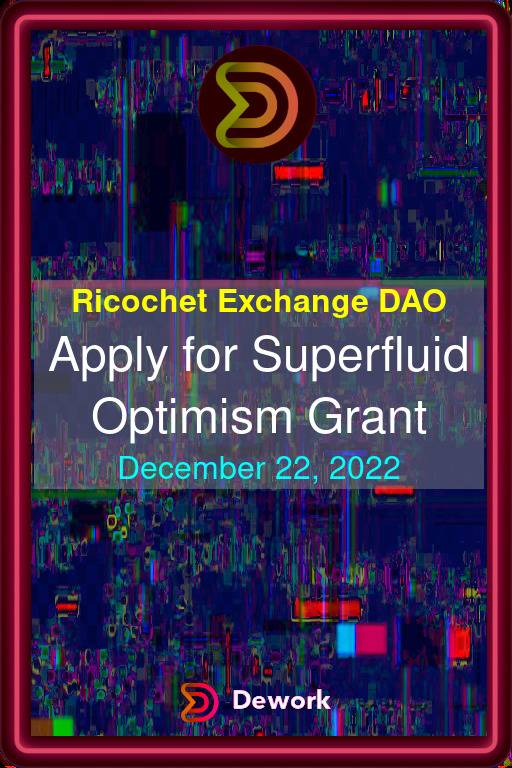 Ricochet Exchange DAO
Apply for Superfluid
Optimism Grant
December 22, 2022
Dework